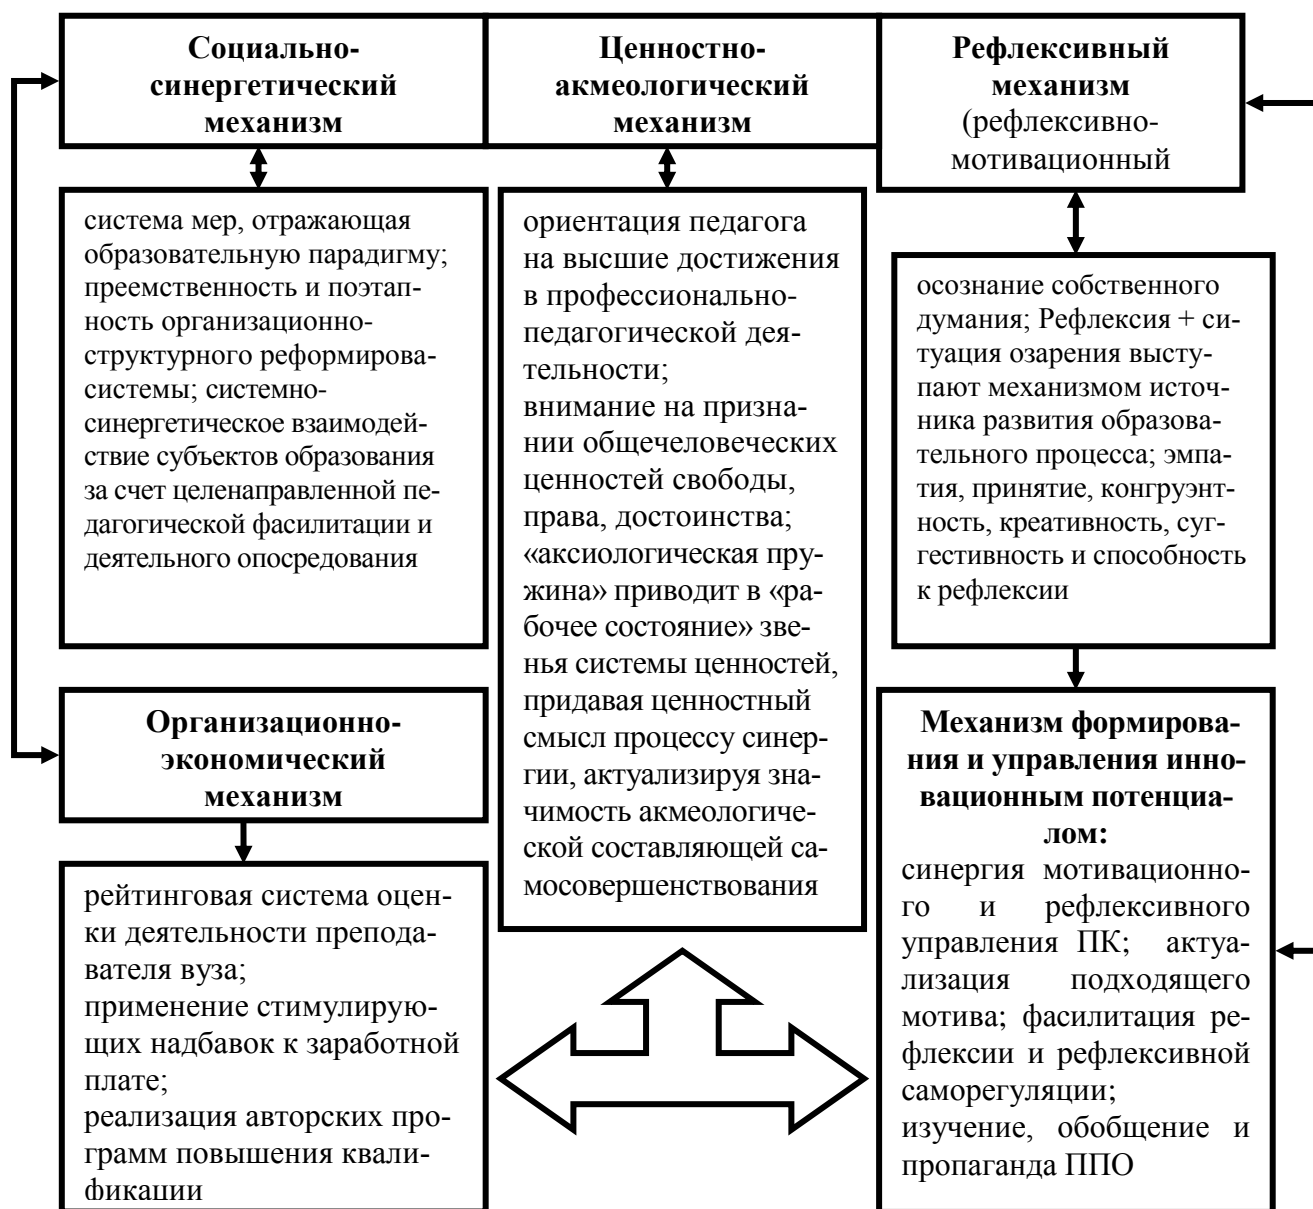 Социально-
синергетический
механизм
Ценностно-
акмеологический
механизм
Рефлексивный
механизм
(рефлексивно-
мотивационный
система мер, отражающая
образовательную парадигму;
преемственность и поэтап-
ность организационно-
структурного реформирова-
системы; системно-
синергетическое взаимодей-
ствие субъектов образования
за счет целенаправленной пе-
дагогической фасилитации и
деятельного опосредования
ориентация педагога
на высшие достижения
в профессионально-
педагогической дея-
тельности;
внимание на призна-
нии общечеловеческих
ценностей свободы,
права, достоинства;
«аксиологическая пру-
жина» приводит в «ра-
бочее состояние» зве-
нья системы ценностей,
придавая ценностный
смысл процессу синер-
гии, актуализируя зна-
чимость акмеологиче-
ской составляющей са-
мосовершенствования
осознание собственного
думания; Рефлексия + си-
туация озарения высту-
пают механизмом источ-
ника развития образова-
тельного процесса; эмпа-
тия, принятие, конгруэнт-
ность, креативность, суг-
гестивность и способность
к рефлексии
Организационно-
экономический
механизм
рейтинговая система оцен-
ки деятельности препода-
вателя вуза;
применение стимулирую-
щих надбавок к заработной
плате;
реализация авторских про-
грамм повышения квали-
фикации
Механизм формирова-
ния и управления инно-
вационным потенциа-
лом:
синергия мотивационно-
го и рефлексивного
управления ПК; актуа-
лизация подходящего
мотива; фасилитация ре-
флексии и рефлексивной
саморегуляции;
изучение, обобщение и
пропаганда ППО